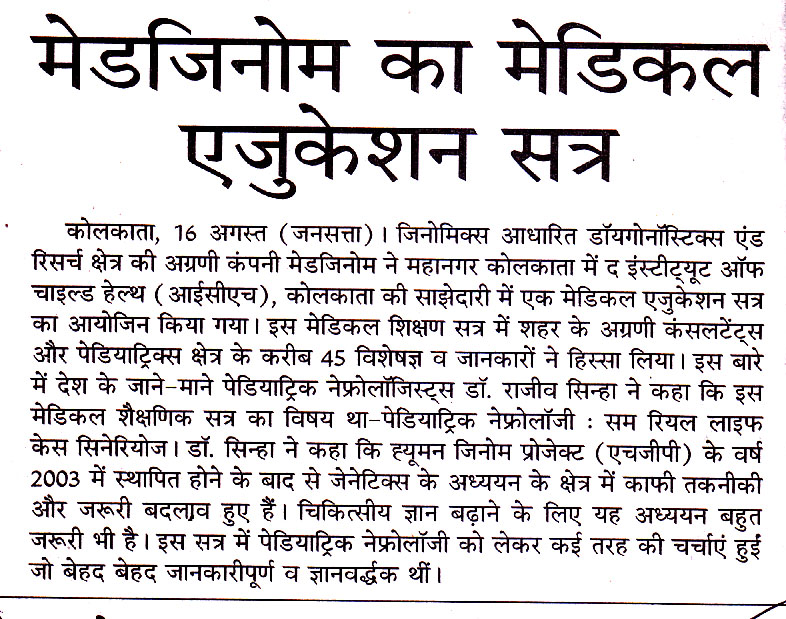 मेडजिनोम का मेडिकल
एजुकेशन सत्र
कोलकाता, 16 अगस्त (जनसत्ता)। जिनोमिक्स आधारित डॉयगोनॉस्टिक्स एंड
रिसर्च क्षेत्र की अग्रणी कंपनी मेडजिनोम ने महानगर कोलकाता में द इंस्टीट्यूट ऑफ
चाइल्ड हेल्थ (आईसीएच), कोलकाता की साझेदारी में एक मेडिकल एजुकेशन सत्र
का आयोजिन किया गया। इस मेडिकल शिक्षण सत्र में शहर के अग्रणी कंसलटेंट्स
और पेडियाट्रिक्स क्षेत्र के करीब 45 विशेषज्ञ व जानकारों ने हिस्सा लिया। इस बारे
में देश के जाने-माने पेडियाट्रिक नेफ्रोलॉजिस्ट्स डॉ. राजीव सिन्हा ने कहा कि इस
मेडिकल शैक्षणिक सत्र का विषय था-पेडियाट्रिक नेफ्रोलॉजी : सम रियल लाइफ
केस सिनेरियोज। डॉ. सिन्हा ने कहा कि ह्यूमन जिनोम प्रोजेक्ट (एचजीपी) के वर्ष
2003 में स्थापित होने के बाद से जेनेटिक्स के अध्ययन के क्षेत्र में काफी तकनीकी
और जरूरी बदलाव हुए हैं। चिकित्सीय ज्ञान बढ़ाने के लिए यह अध्ययन बहुत
जरूरी भी है। इस सत्र में पेडियाट्रिक नेफ्रोलॉजी को लेकर कई तरह की चर्चाएं हुईं
जो बेहद बेहद जानकारीपूर्ण व ज्ञानवर्द्धक थीं।